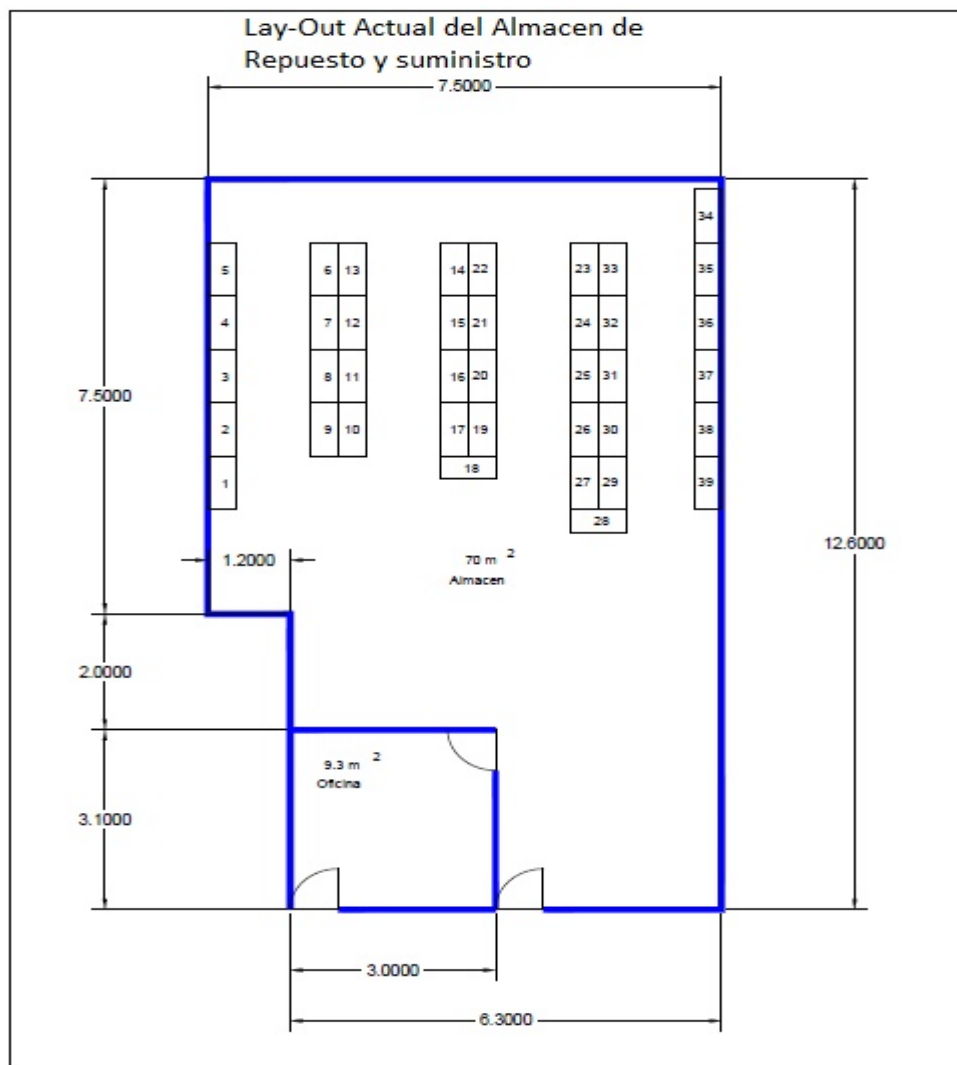 Lay-Out Actual del Almacen de
Repuesto y suministro
7.5000
34
5 6 13 14 22 23 33 35
4 7 12 15 21 24 32 36
3 8 11 16 20 25 31 37
7.5000
2 9 10 17 19 26 30 38
18
1 27 29 39
28
12.6000
1.2000
70 m 2
Almacen
2.0000
9.3 m 2
Oficina
3.1000
3.0000
6.3000